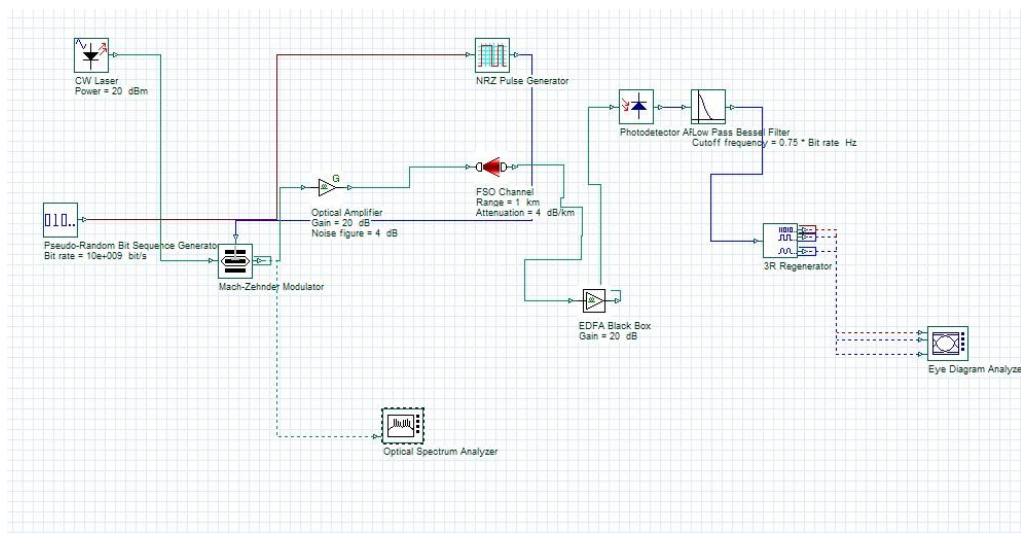 CW Laser
Power = 20 dBm
NRZ Pulse Generator
Photodetector A
Low Pass Bessel Filter
Cutoff frequency = 0.75 * Bit rate Hz
G
FSO Channel
Range = 1 km
Attenuation = 4 dB/km
Optical Amplifier
Gain = 20 dB
Noise figure = 4 dB
Pseudo-Random Bit Sequence Generato
Bit rate = 10e+009 bit/s
Mach-Zehnder Modulator
3R Regenerator
EDFA Black Box
Gain = 20 dB
Eye Diagram Analyze
Optical Spectrum Analyzer